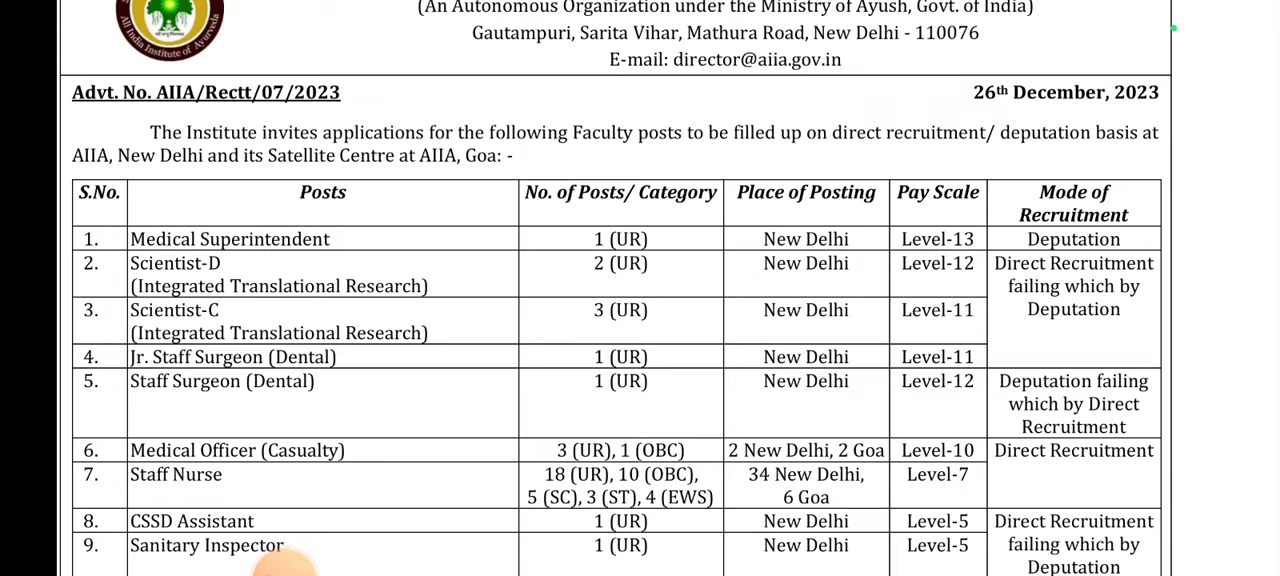 (An Autonomous Organization under the Ministry of Ayush, Govt. of India)
Gautampuri, Sarita Vihar, Mathura Road, New Delhi - 110076
E-mail: director@aiia.gov.in
All India Institute of Ayurveda
Advt. No. AIIA/Rectt/07/2023 26th December, 2023
The Institute invites applications for the following Faculty posts to be filled up on direct recruitment/ deputation basis at
AIIA, New Delhi and its Satellite Centre at AIIA, Goa: -
S.No. Posts No. of Posts/ Category Place of Posting Pay Scale Mode of
Recruitment
1. Medical Superintendent 1 (UR) New Delhi Level-13 Deputation
2. Scientist-D 2 (UR) New Delhi Level-12 Direct Recruitment
(Integrated Translational Research) failing which by
3. Scientist-C 3 (UR) New Delhi Level-11 Deputation
(Integrated Translational Research)
4. Jr. Staff Surgeon (Dental) 1 (UR) New Delhi Level-11
5. Staff Surgeon (Dental) 1 (UR) New Delhi Level-12 Deputation failing
which by Direct
Recruitment
6. Medical Officer (Casualty) 3 (UR), 1 (OBC) 2 New Delhi, 2 Goa Level-10 Direct Recruitment
7. Staff Nurse 18 (UR), 10 (OBC), 34 New Delhi, Level-7
5 (SC), 3 (ST), 4 (EWS) 6 Goa
8. CSSD Assistant 1 (UR) New Delhi Level-5 Direct Recruitment
9. Sanitary Inspector 1 (UR) New Delhi Level-5 failing which by
Deputation